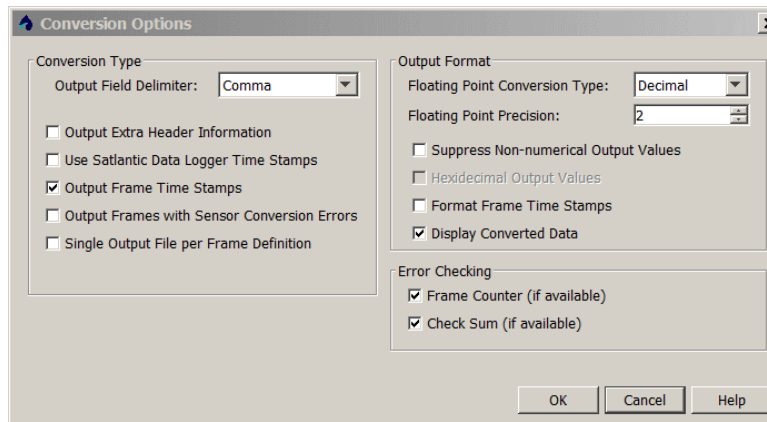 Conversion Options
Conversion Type
Output Field Delimiter: Comma
Output Extra Header Information
Use Satlantic Data Logger Time Stamps
Output Frame Time Stamps
Output Frames with Sensor Conversion Errors
Single Output File per Frame Definition
Output Format
Floating Point Conversion Type: Decimal
Floating Point Precision: 2
Suppress Non-numerical Output Values
Hexidecimal Output Values
Format Frame Time Stamps
Display Converted Data
Error Checking
Frame Counter (if available)
Check Sum (if available)
OK Cancel Help